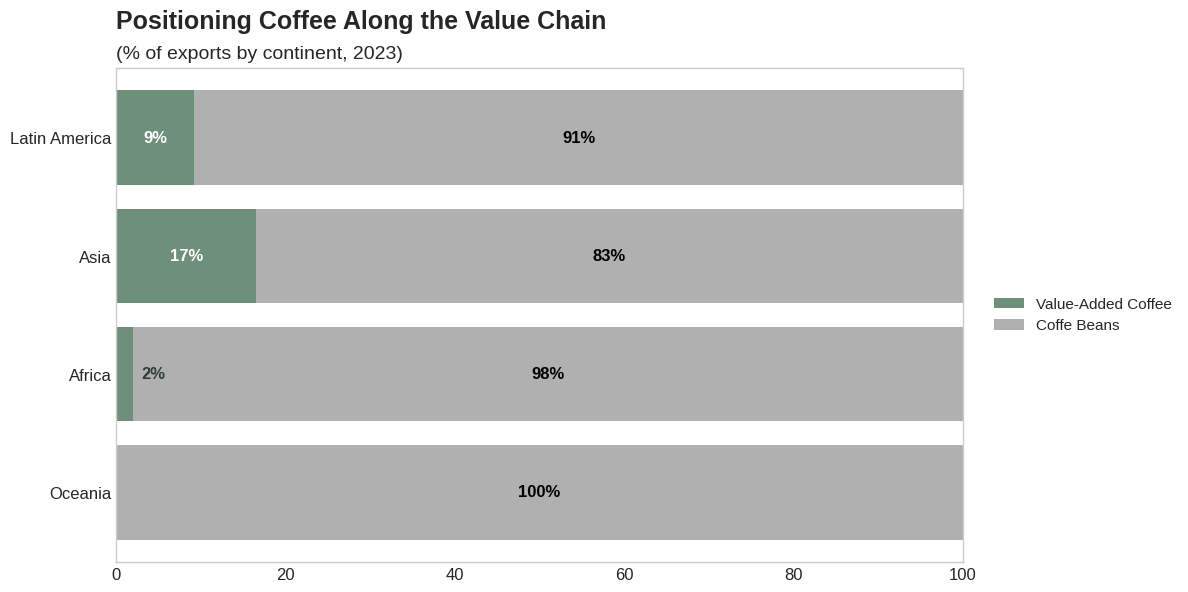 Positioning Coffee Along the Value Chain
(% of exports by continent, 2023)
Latin America
9%
91%
Asia
17%
83%
Africa
2%
98%
Oceania
100%
0
20
40
60
80
100
Value-Added Coffee
Coffe Beans